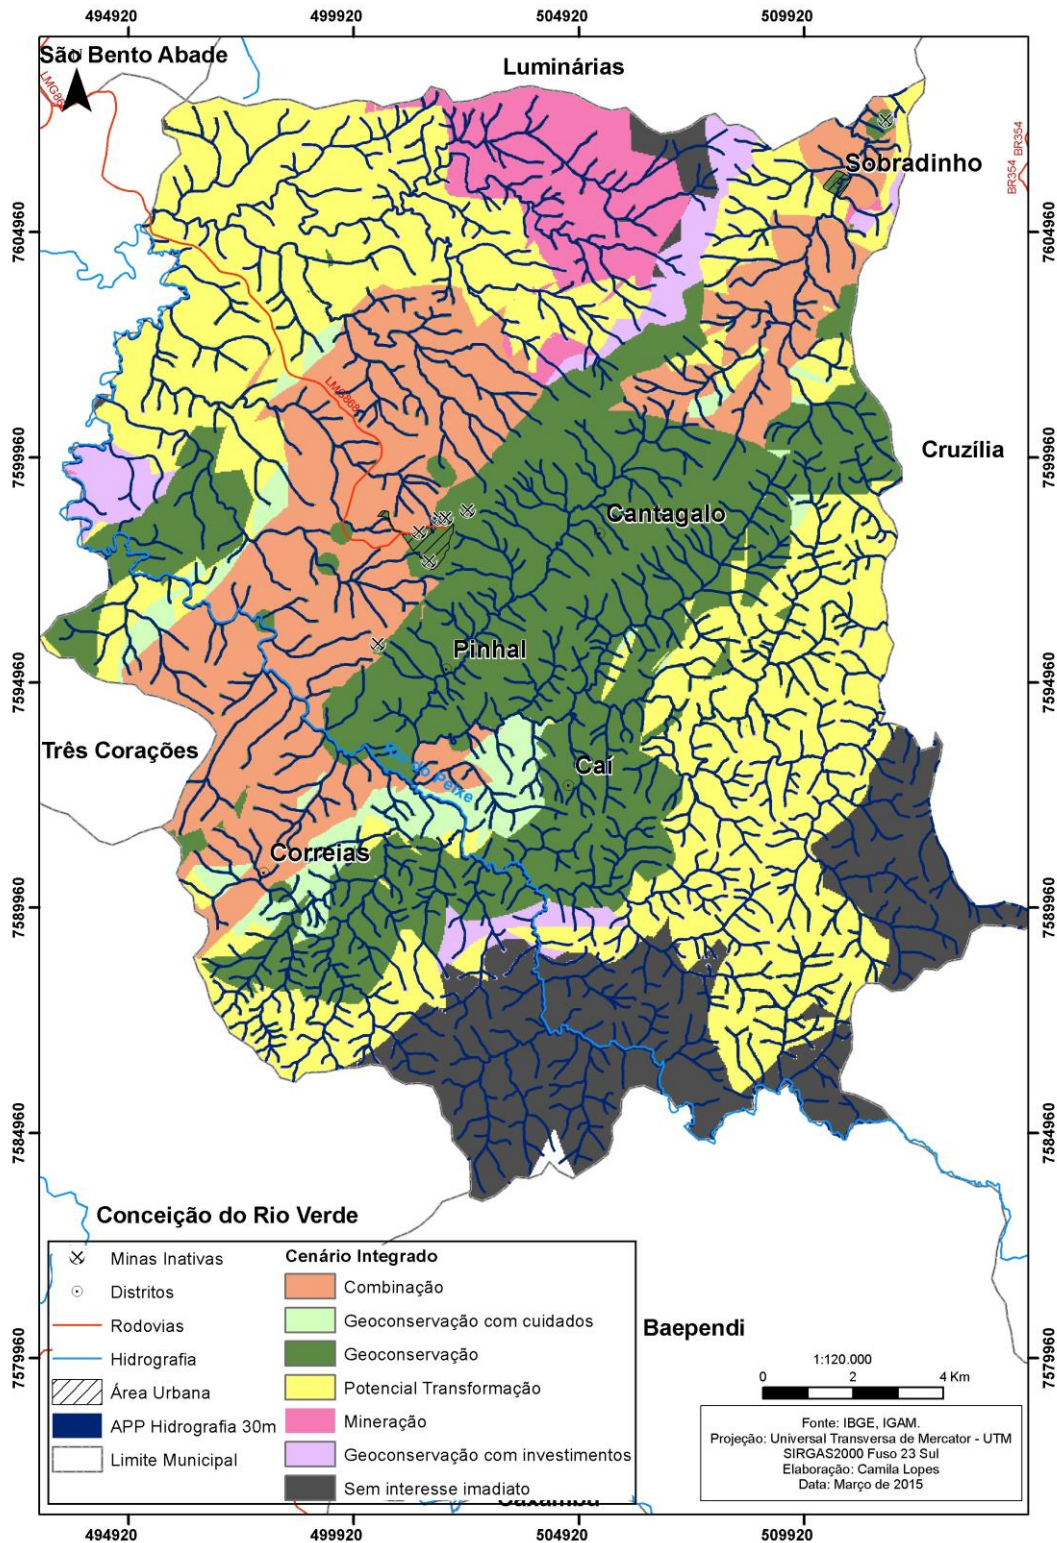 494920 499920 504920 509920
São Bento Abade
N
Luminárias
BR354
BR354
Sobradinho
7604960 7604960
LMG868
Cruzília
7599960 7599960
Cantagalo
Pinhal
7594960 7594960
Três Corações
Caí
Rio do Peixe
Correias
7589960 7589960
7584960 7584960
Conceição do Rio Verde
Minas Inativas
Distritos
Rodovias
Hidrografia
Área Urbana
APP Hidrografia 30m
Limite Municipal
Cenário Integrado
Combinação
Geoconservação com cuidados
Geoconservação
Potencial Transformação
Mineração
Geoconservação com investimentos
Sem interesse imadiato
Baependi
7579960 7579960
1:120.000
0 2 4 Km
Fonte: IBGE, IGAM.
Projeção: Universal Transversa de Mercator - UTM
SIRGAS2000 Fuso 23 Sul
Elaboração: Camila Lopes
Data: Março de 2015
494920 499920 504920 509920